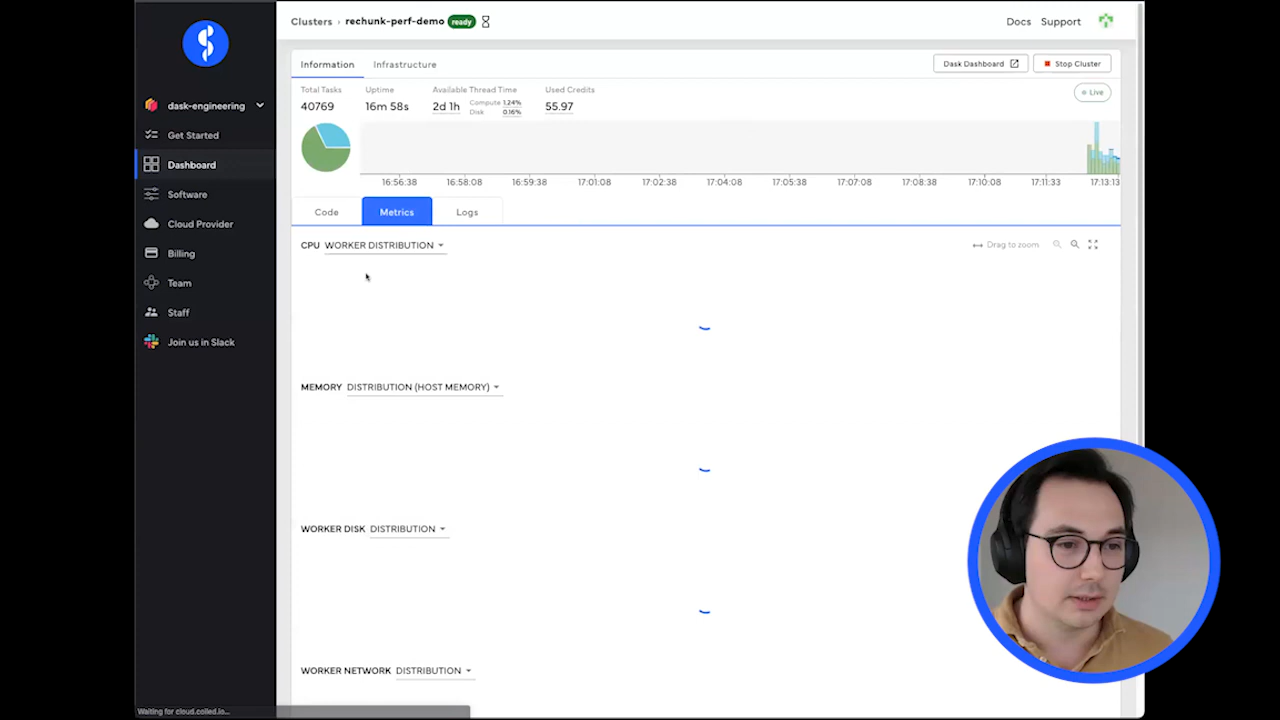 Clusters › rechunk-perf-demo ready
Docs Support
Information Infrastructure
Dask Dashboard Stop Cluster
Total Tasks Uptime Available Thread Time Used Credits
40769 16m 58s 2d 1h Compute 1.24% Disk 0.16% 55.97
Live
16:56:38 16:58:08 16:59:38 17:01:08 17:02:38 17:04:08 17:05:38 17:07:08 17:08:38 17:10:08 17:11:33 17:13:13
Code Metrics Logs
CPU WORKER DISTRIBUTION
Drag to zoom
MEMORY DISTRIBUTION (HOST MEMORY)
WORKER DISK DISTRIBUTION
WORKER NETWORK DISTRIBUTION
dask-engineering
Get Started
Dashboard
Software
Cloud Provider
Billing
Team
Staff
Join us in Slack
Waiting for cloud.coiled.io...